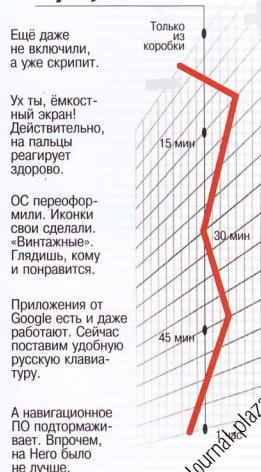 Ещё даже
не включили,
а уже скрипит.
Только
из
коробки
Ух ты, ёмкост-
ный экран!
Действительно,
на пальцы
реагирует
здорово.
15 мин
ОС переофор-
мили. Иконки
свои сделали.
«Винтажные».
Глядишь, кому
и понравится.
30 мин
Приложения от
Google есть и даже
работают. Сейчас
поставим удобную
русскую клавиа-
туру.
45 мин
А навигационное
ПО подтормажи-
вает. Впрочем,
на Hero было
не лучше.
Час